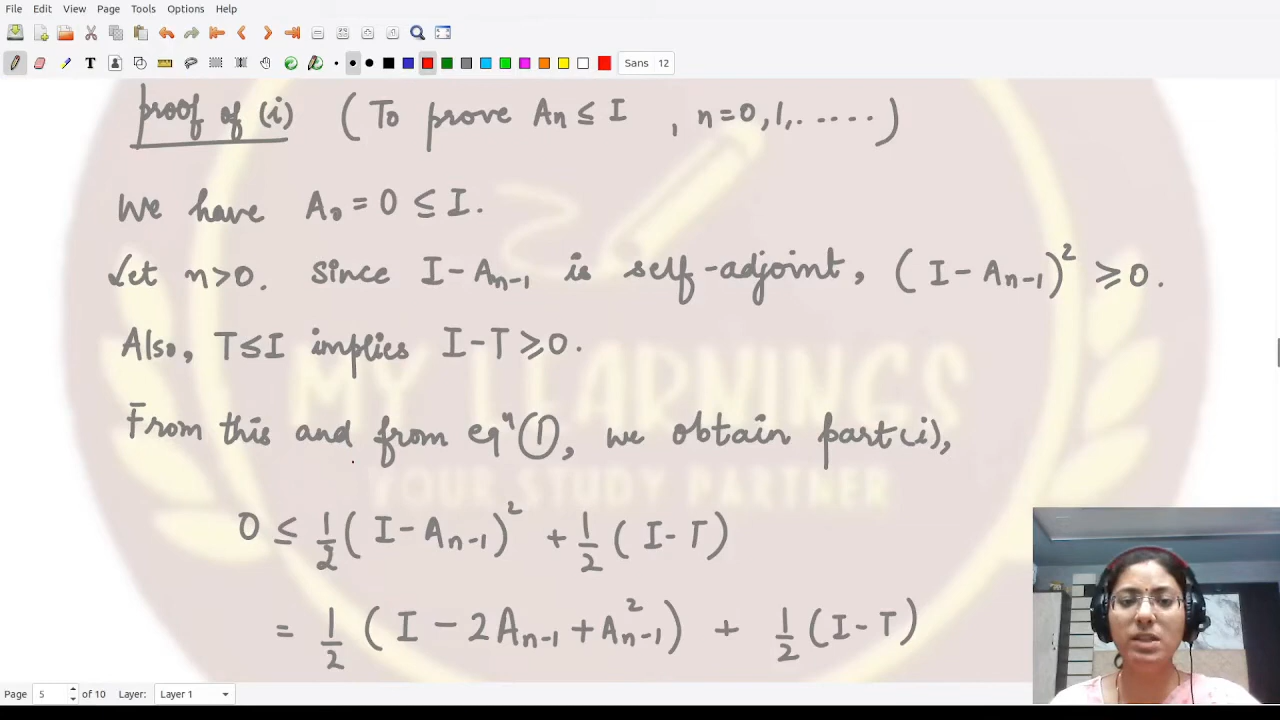 File Edit View Page Tools Options Help
T Sans 12
proof of (i) (To prove An ≤ I , n=0,1,.....)
We have A₀ = 0 ≤ I.
Let n>0. Since I - Aₙ₋₁ is self-adjoint, (I - Aₙ₋₁)² ≥ 0.
Also, T ≤ I implies I - T ≥ 0.
From this and from eqⁿ ①, we obtain part(i),
0 ≤ 1/2 (I - Aₙ₋₁)² + 1/2 (I - T)
= 1/2 (I - 2Aₙ₋₁ + Aₙ₋₁²) + 1/2 (I - T)
MY LEARNINGS
YOUR STUDY PARTNER
Page 5 of 10 Layer: Layer 1